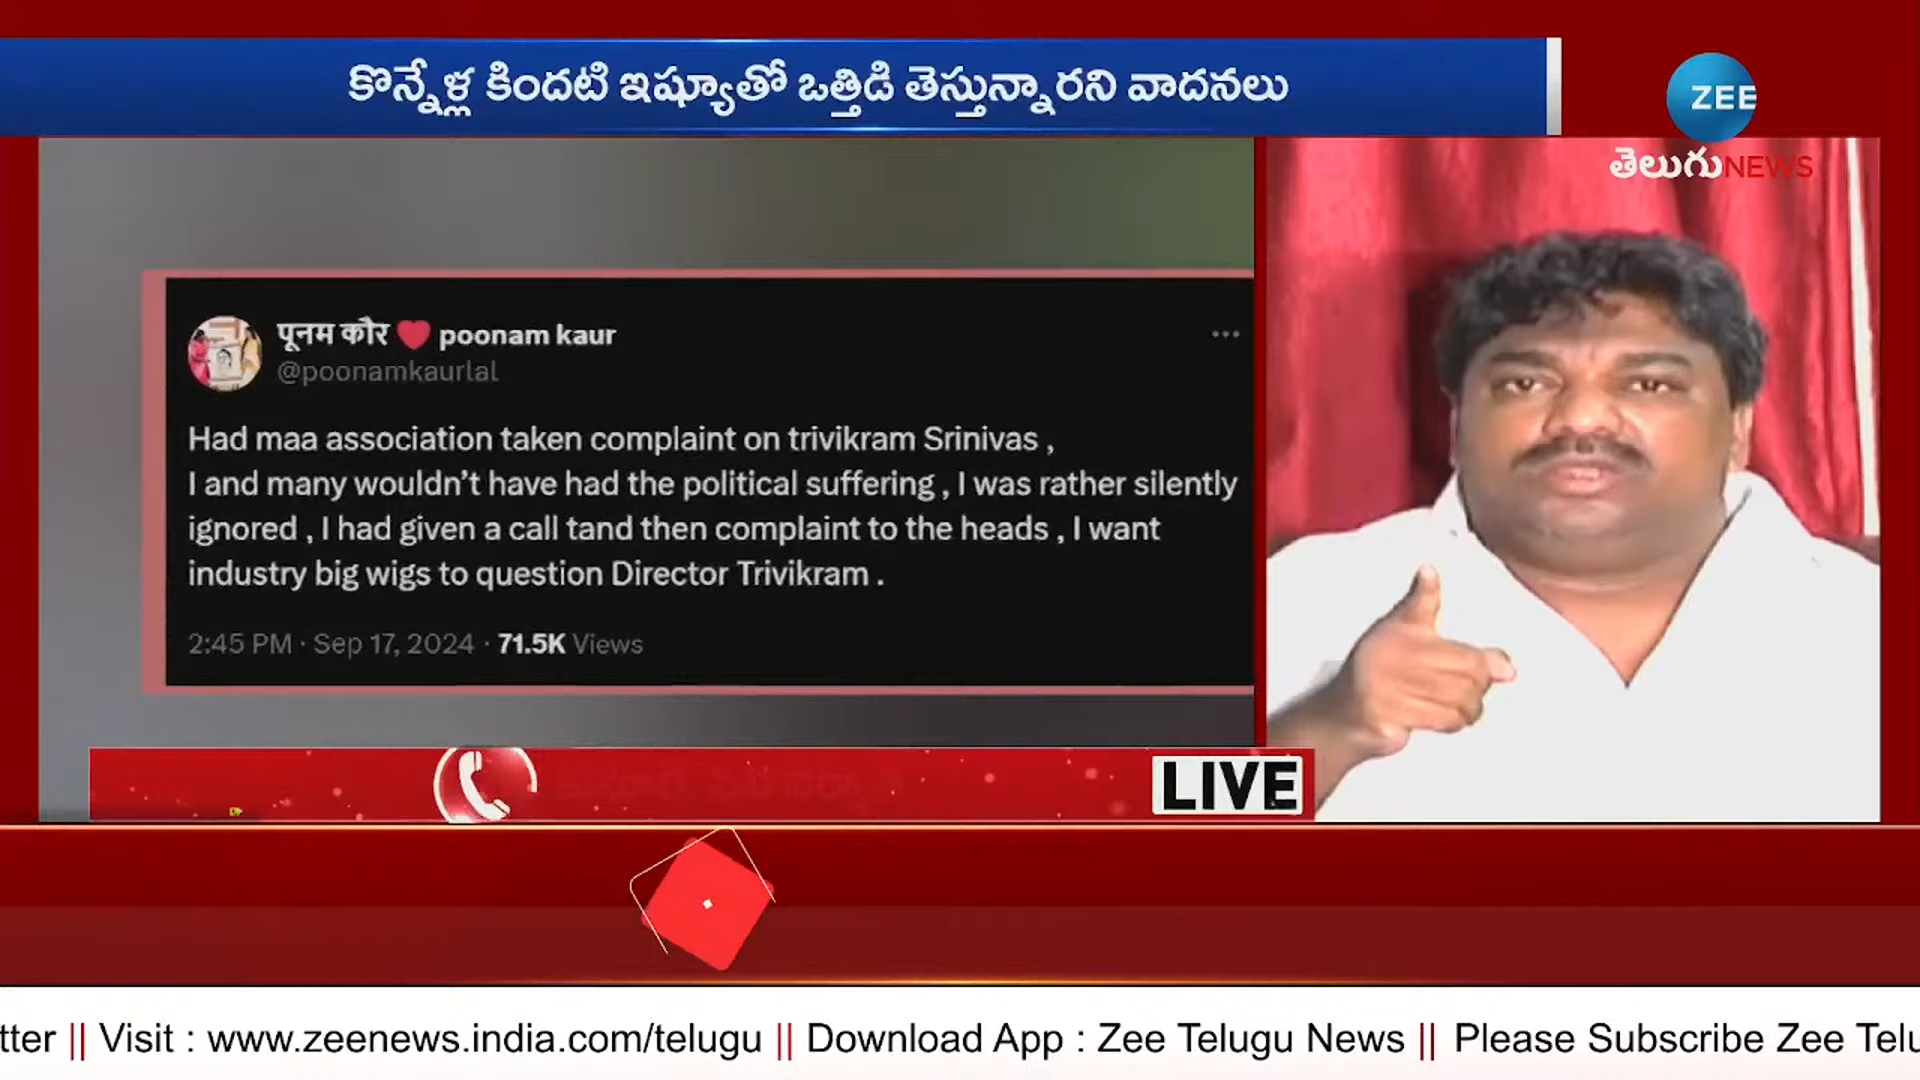 కొన్నేళ్ల కిందటి ఇష్యూతో ఒత్తిడి తెస్తున్నారని వాదనలు
ZEE
తెలుగు NEWS
पूनम कौर ❤️ poonam kaur
@poonamkaurlal
Had maa association taken complaint on trivikram Srinivas ,
I and many wouldn't have had the political suffering , I was rather silently
ignored , I had given a call tand then complaint to the heads , I want
industry big wigs to question Director Trivikram .
2:45 PM · Sep 17, 2024 · 71.5K Views
LIVE
tter || Visit : www.zeenews.india.com/telugu || Download App : Zee Telugu News || Please Subscribe Zee Telu